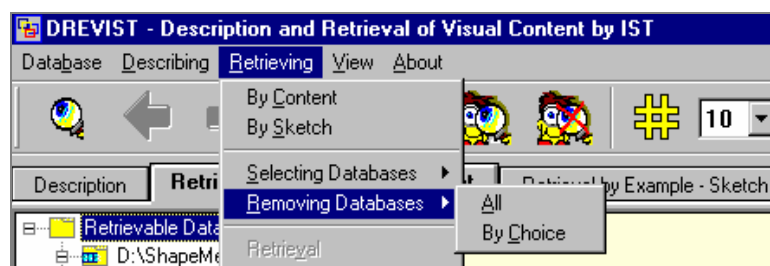 DREVIST - Description and Retrieval of Visual Content by IST
Database Describing Retrieving View About
By Content
By Sketch
10
Selecting Databases
Description Retri t Retrieval by Example - Sketch
Removing Databases All
Retrievable Data
By Choice
D:\ShapeMe
Retrieval